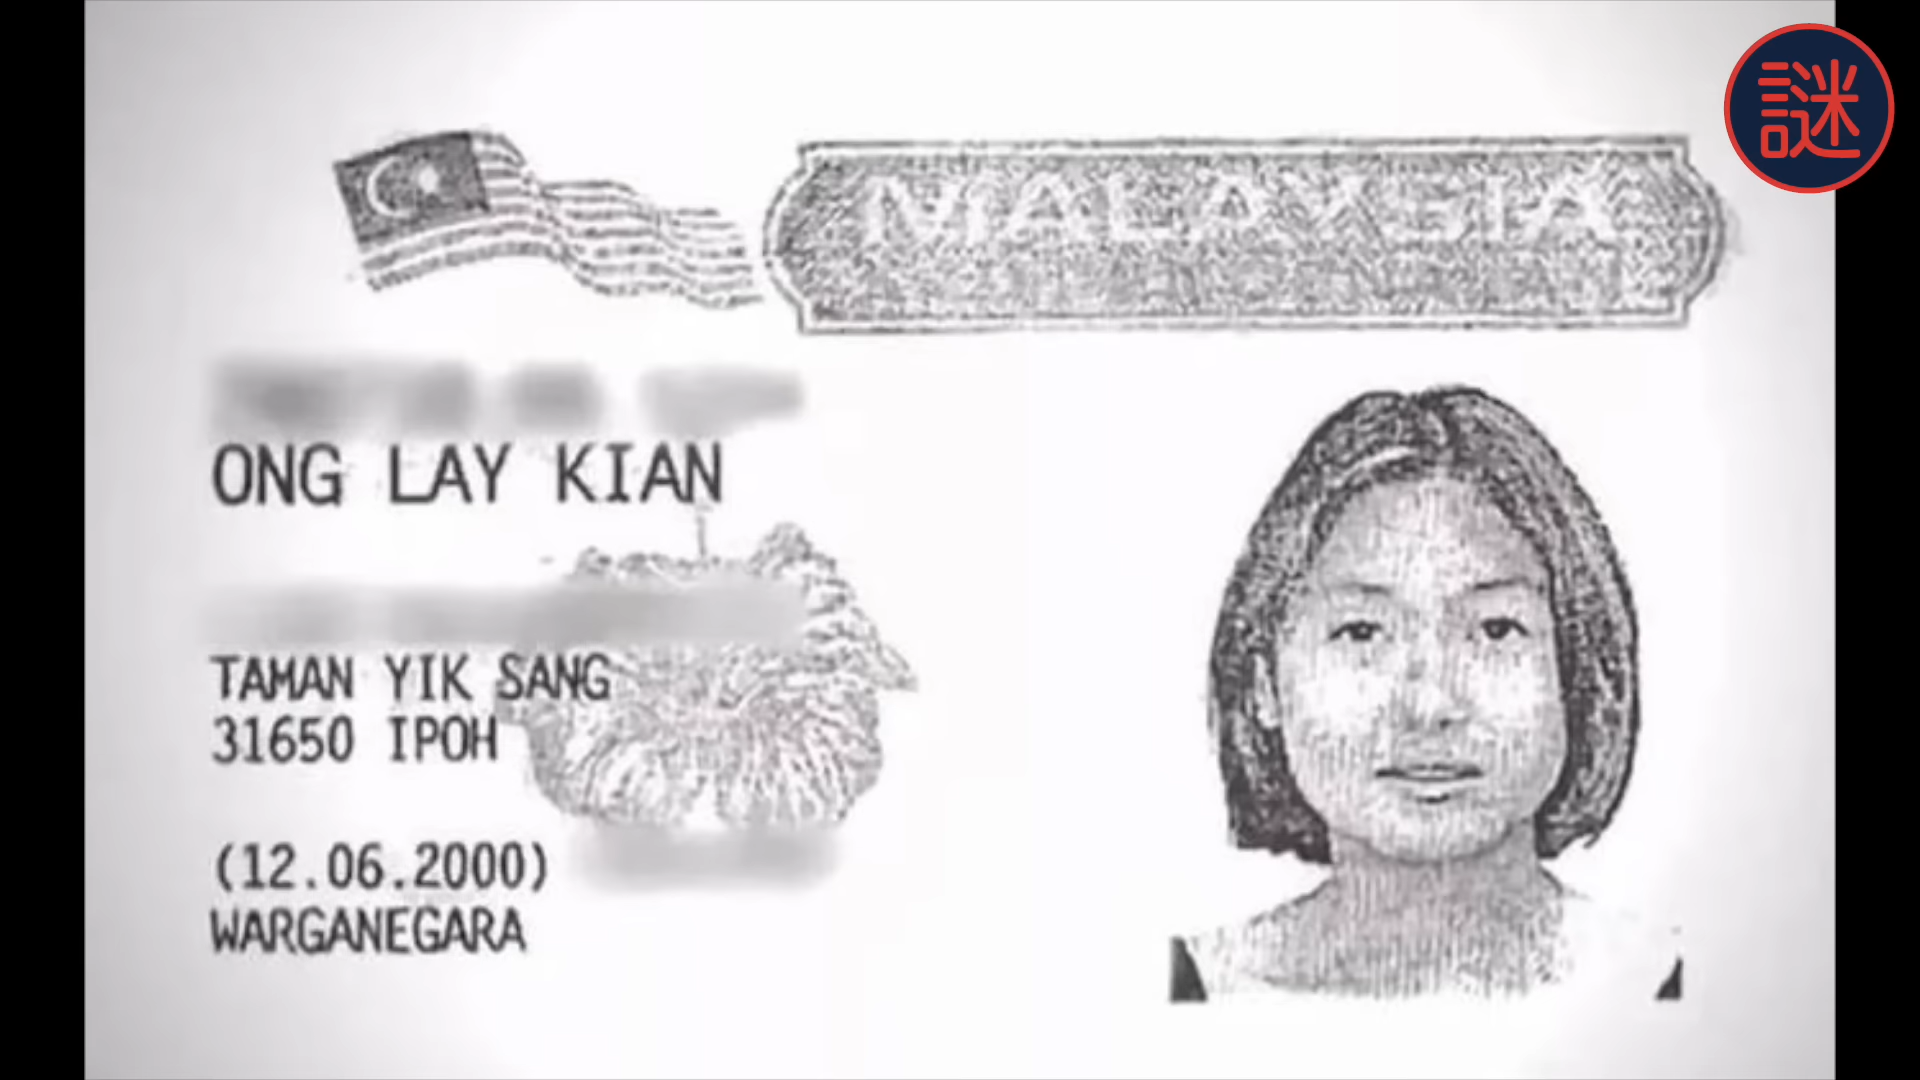 謎
MALAYSIA
ONG LAY KIAN
TAMAN YIK SANG
31650 IPOH
(12.06.2000)
WARGANEGARA